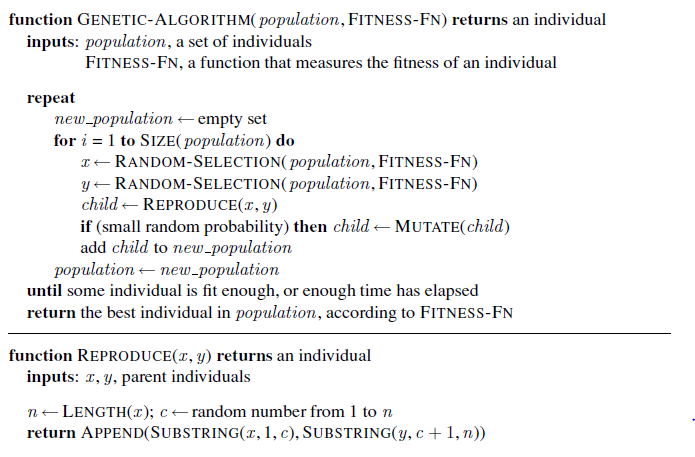 function GENETIC-ALGORITHM(population, FITNESS-FN) returns an individual
inputs: population, a set of individuals
FITNESS-FN, a function that measures the fitness of an individual
repeat
new_population ← empty set
for i = 1 to SIZE(population) do
x ← RANDOM-SELECTION(population, FITNESS-FN)
y ← RANDOM-SELECTION(population, FITNESS-FN)
child ← REPRODUCE(x, y)
if (small random probability) then child ← MUTATE(child)
add child to new_population
population ← new_population
until some individual is fit enough, or enough time has elapsed
return the best individual in population, according to FITNESS-FN
function REPRODUCE(x, y) returns an individual
inputs: x, y, parent individuals
n ← LENGTH(x); c ← random number from 1 to n
return APPEND(SUBSTRING(x, 1, c), SUBSTRING(y, c + 1, n))
.